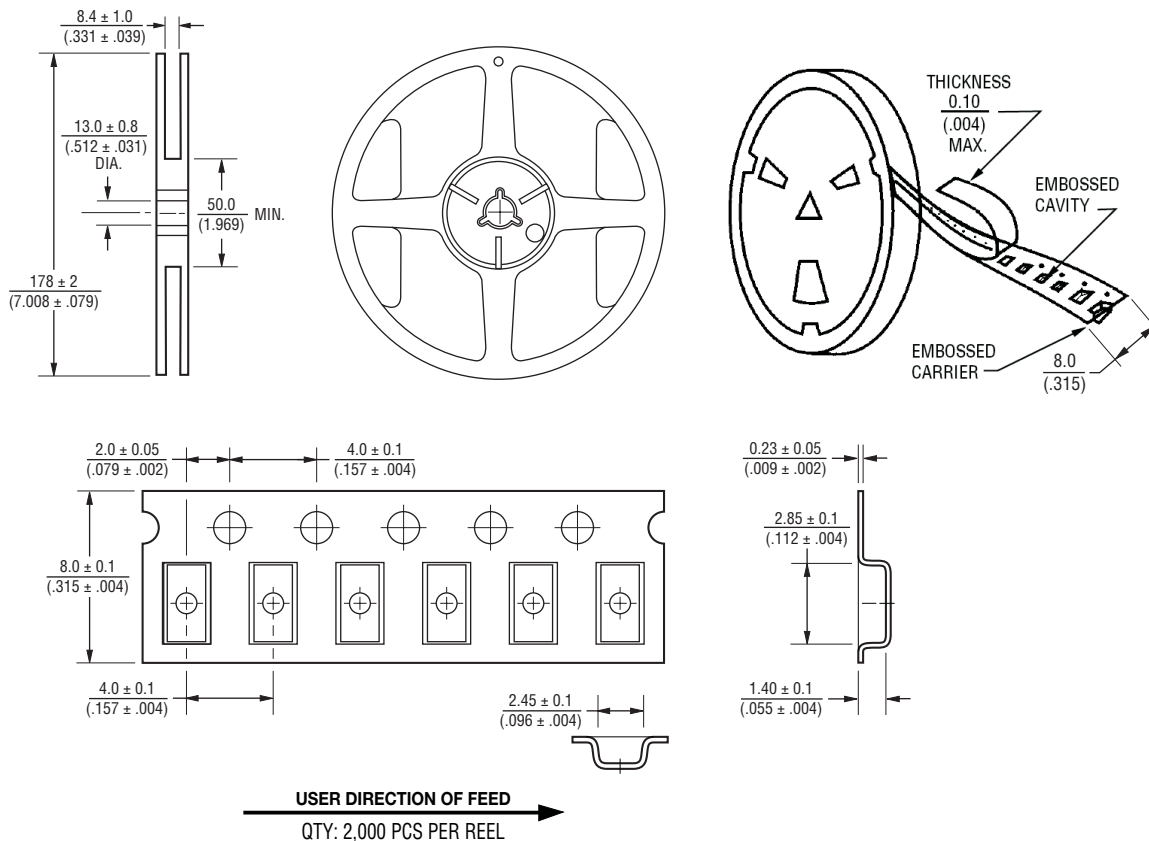 8.4 ± 1.0
(.331 ± .039)
13.0 ± 0.8
(.512 ± .031)
DIA.
50.0
(1.969)
MIN.
178 ± 2
(7.008 ± .079)
THICKNESS
0.10
(.004)
MAX.
EMBOSSED
CAVITY
EMBOSSED
CARRIER
8.0
(.315)
2.0 ± 0.05
(.079 ± .002)
4.0 ± 0.1
(.157 ± .004)
8.0 ± 0.1
(.315 ± .004)
4.0 ± 0.1
(.157 ± .004)
2.45 ± 0.1
(.096 ± .004)
0.23 ± 0.05
(.009 ± .002)
2.85 ± 0.1
(.112 ± .004)
1.40 ± 0.1
(.055 ± .004)
USER DIRECTION OF FEED
QTY: 2,000 PCS PER REEL